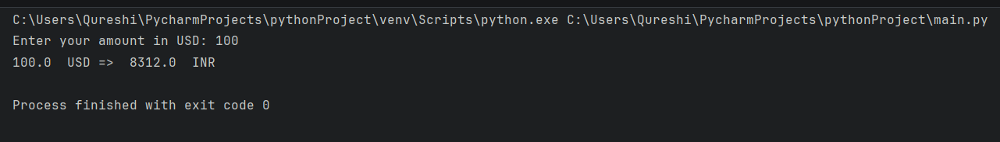 C:\Users\Qureshi\PycharmProjects\pythonProject\venv\Scripts\python.exe C:\Users\Qureshi\PycharmProjects\pythonProject\main.py
Enter your amount in USD: 100
100.0  USD =>  8312.0  INR
Process finished with exit code 0